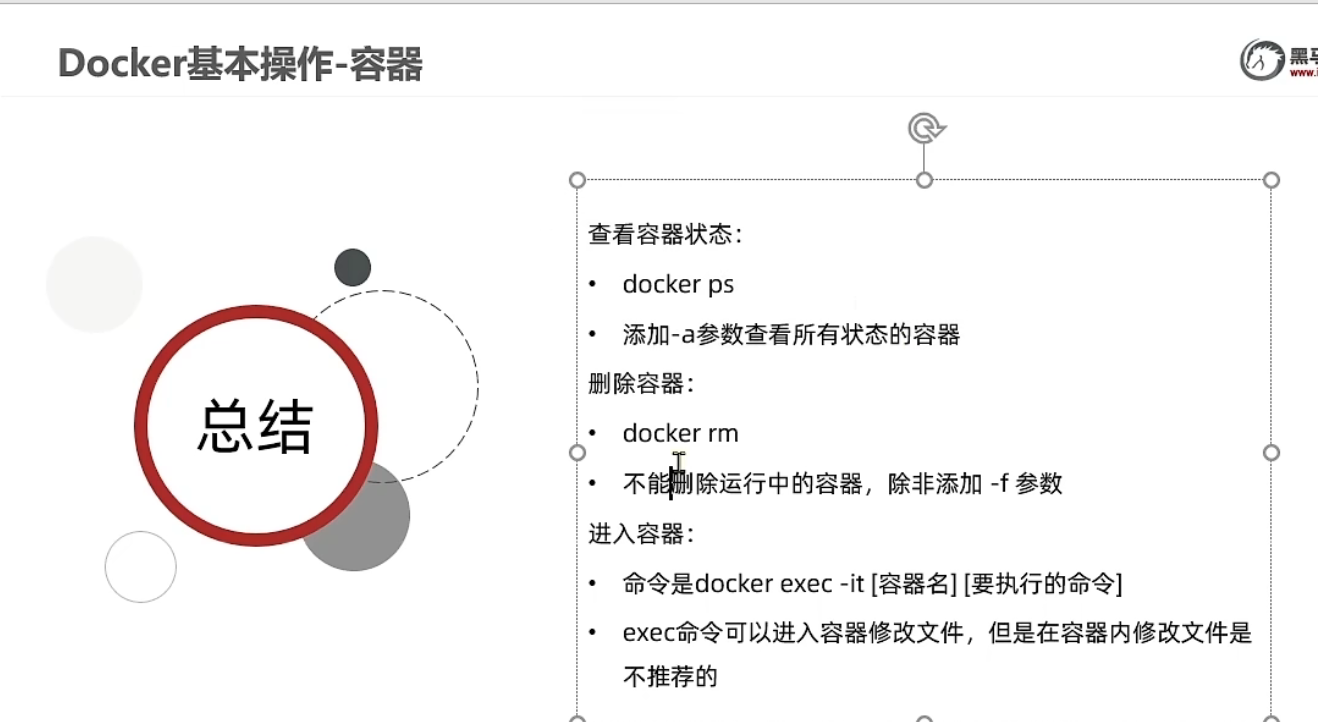 Docker基本操作-容器
黑马
www.i
总结
查看容器状态：
• docker ps
• 添加-a参数查看所有状态的容器
删除容器：
• docker rm
• 不能删除运行中的容器，除非添加 -f 参数
进入容器：
• 命令是docker exec -it [容器名] [要执行的命令]
• exec命令可以进入容器修改文件，但是在容器内修改文件是
不推荐的